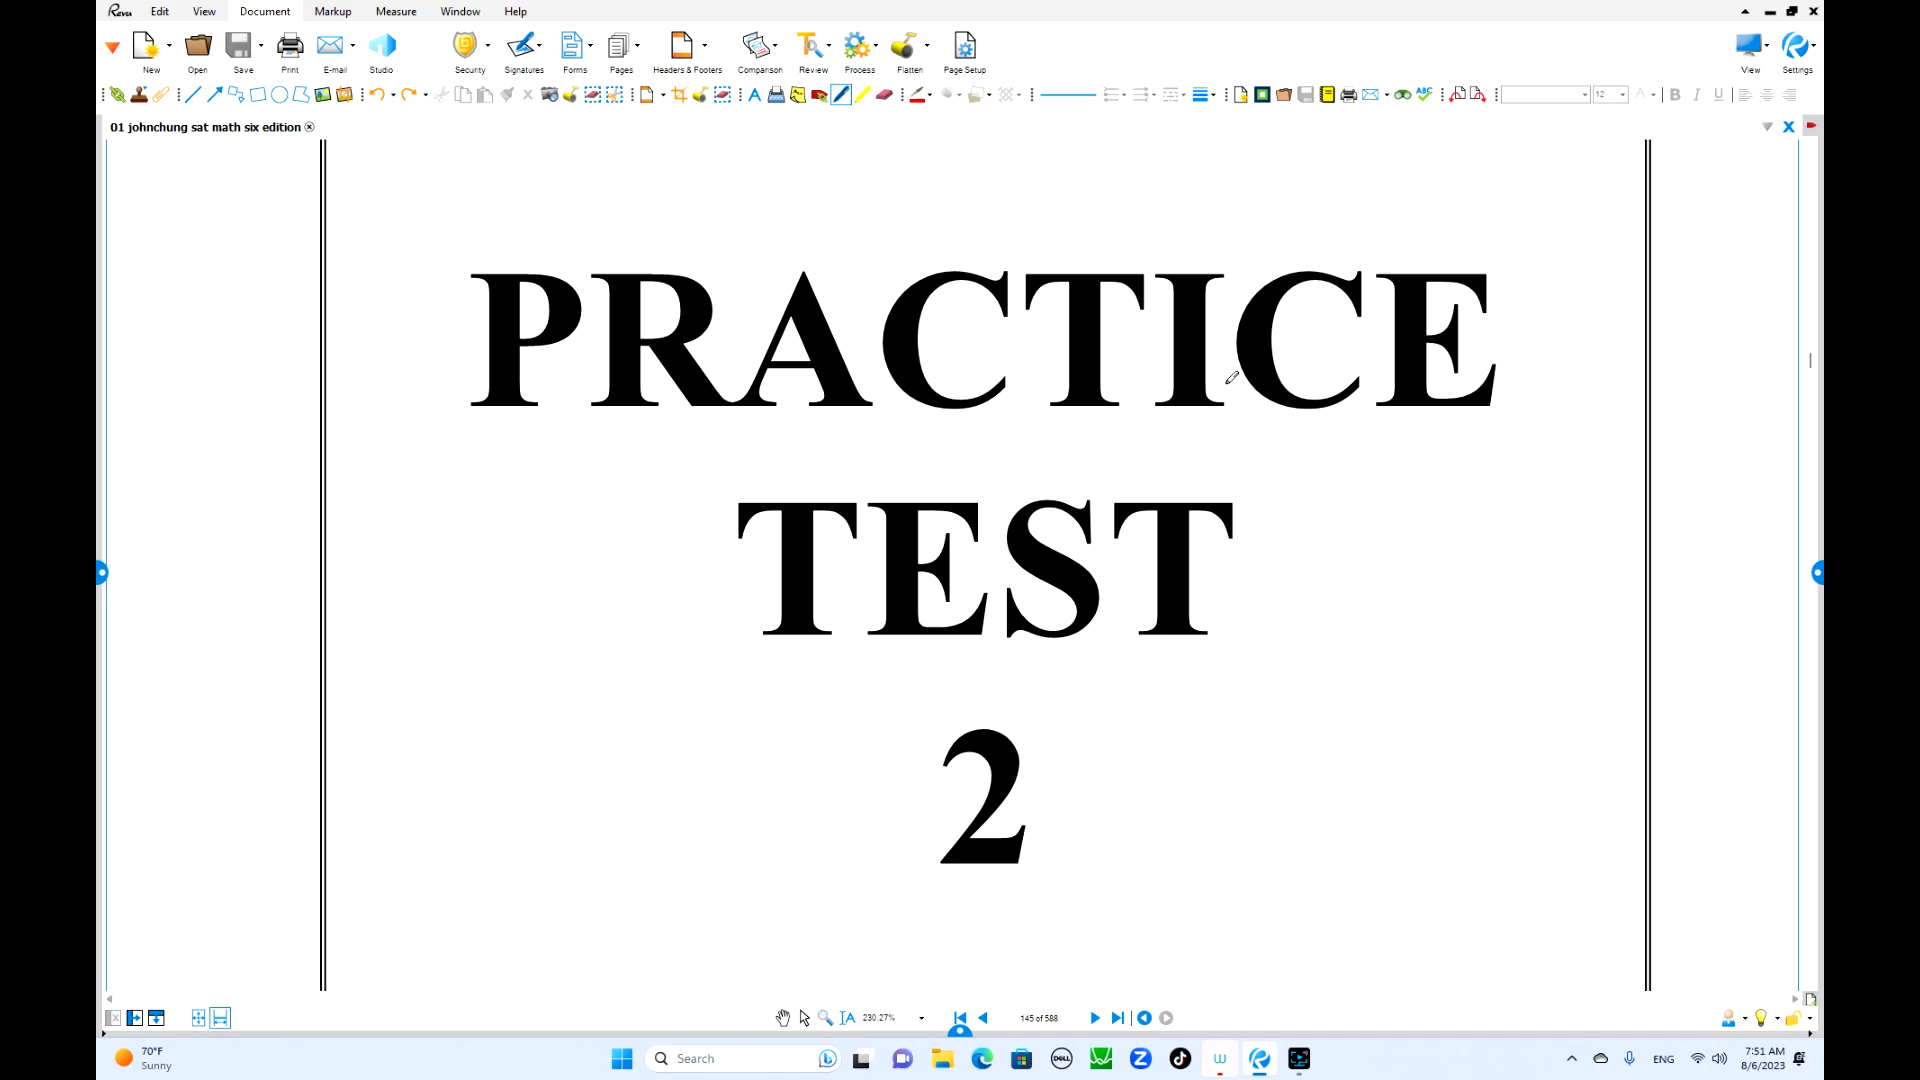 Revu Edit View Document Markup Measure Window Help
New Open Save Print E-mail Studio Security Signatures Forms Pages Headers & Footers Comparison Review Process Flatten Page Setup View Settings
12
01 johnchung sat math six edition
PRACTICE
TEST
2
230.27% 145 of 588
70°F
Sunny
Search
ENG
7:51 AM
8/6/2023